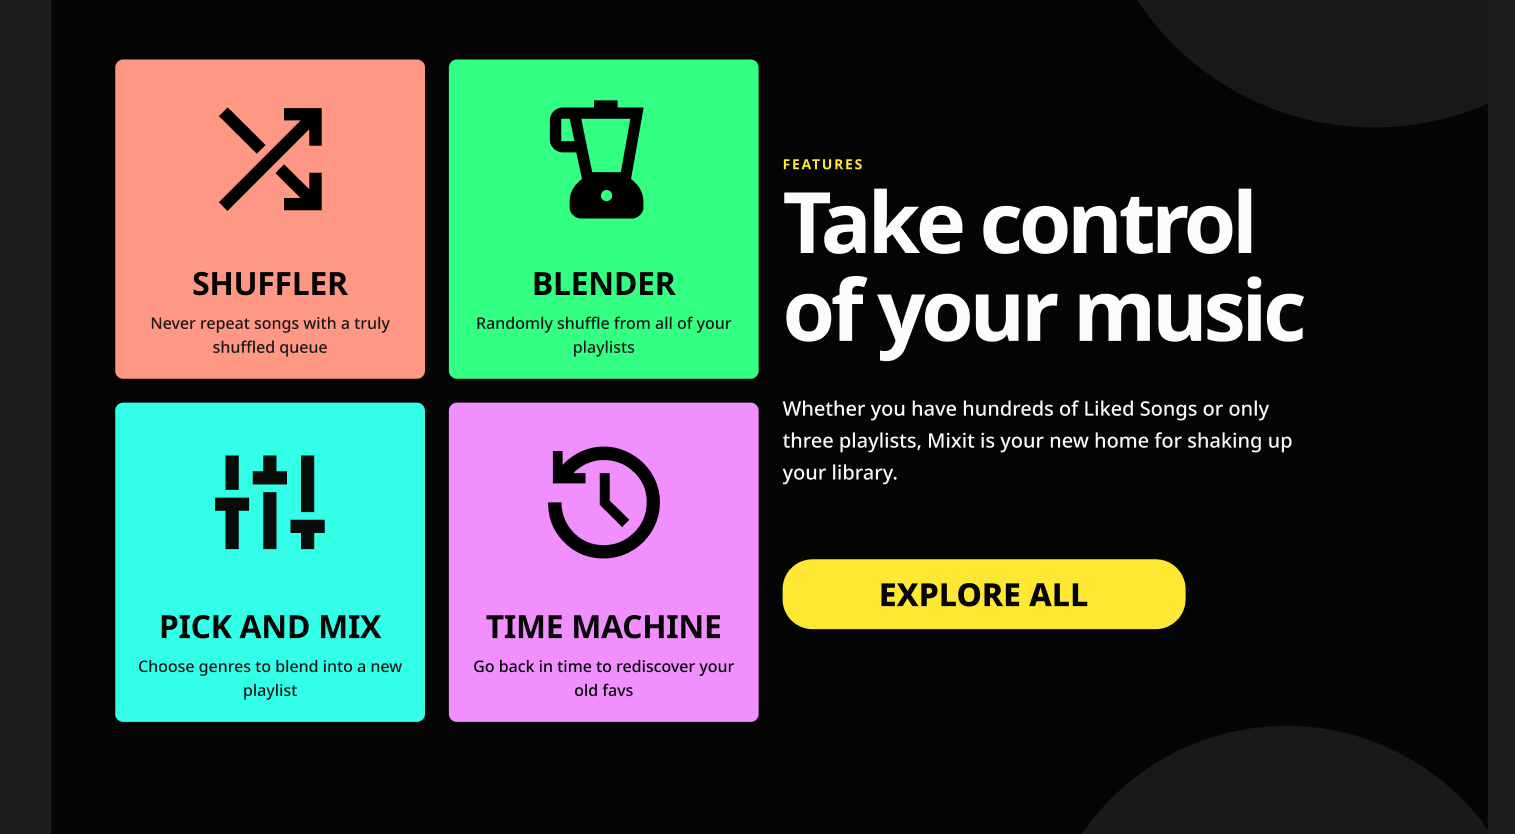 SHUFFLER
Never repeat songs with a truly
shuffled queue
BLENDER
Randomly shuffle from all of your
playlists
PICK AND MIX
Choose genres to blend into a new
playlist
TIME MACHINE
Go back in time to rediscover your
old favs
FEATURES
Take control
of your music
Whether you have hundreds of Liked Songs or only
three playlists, Mixit is your new home for shaking up
your library.
EXPLORE ALL